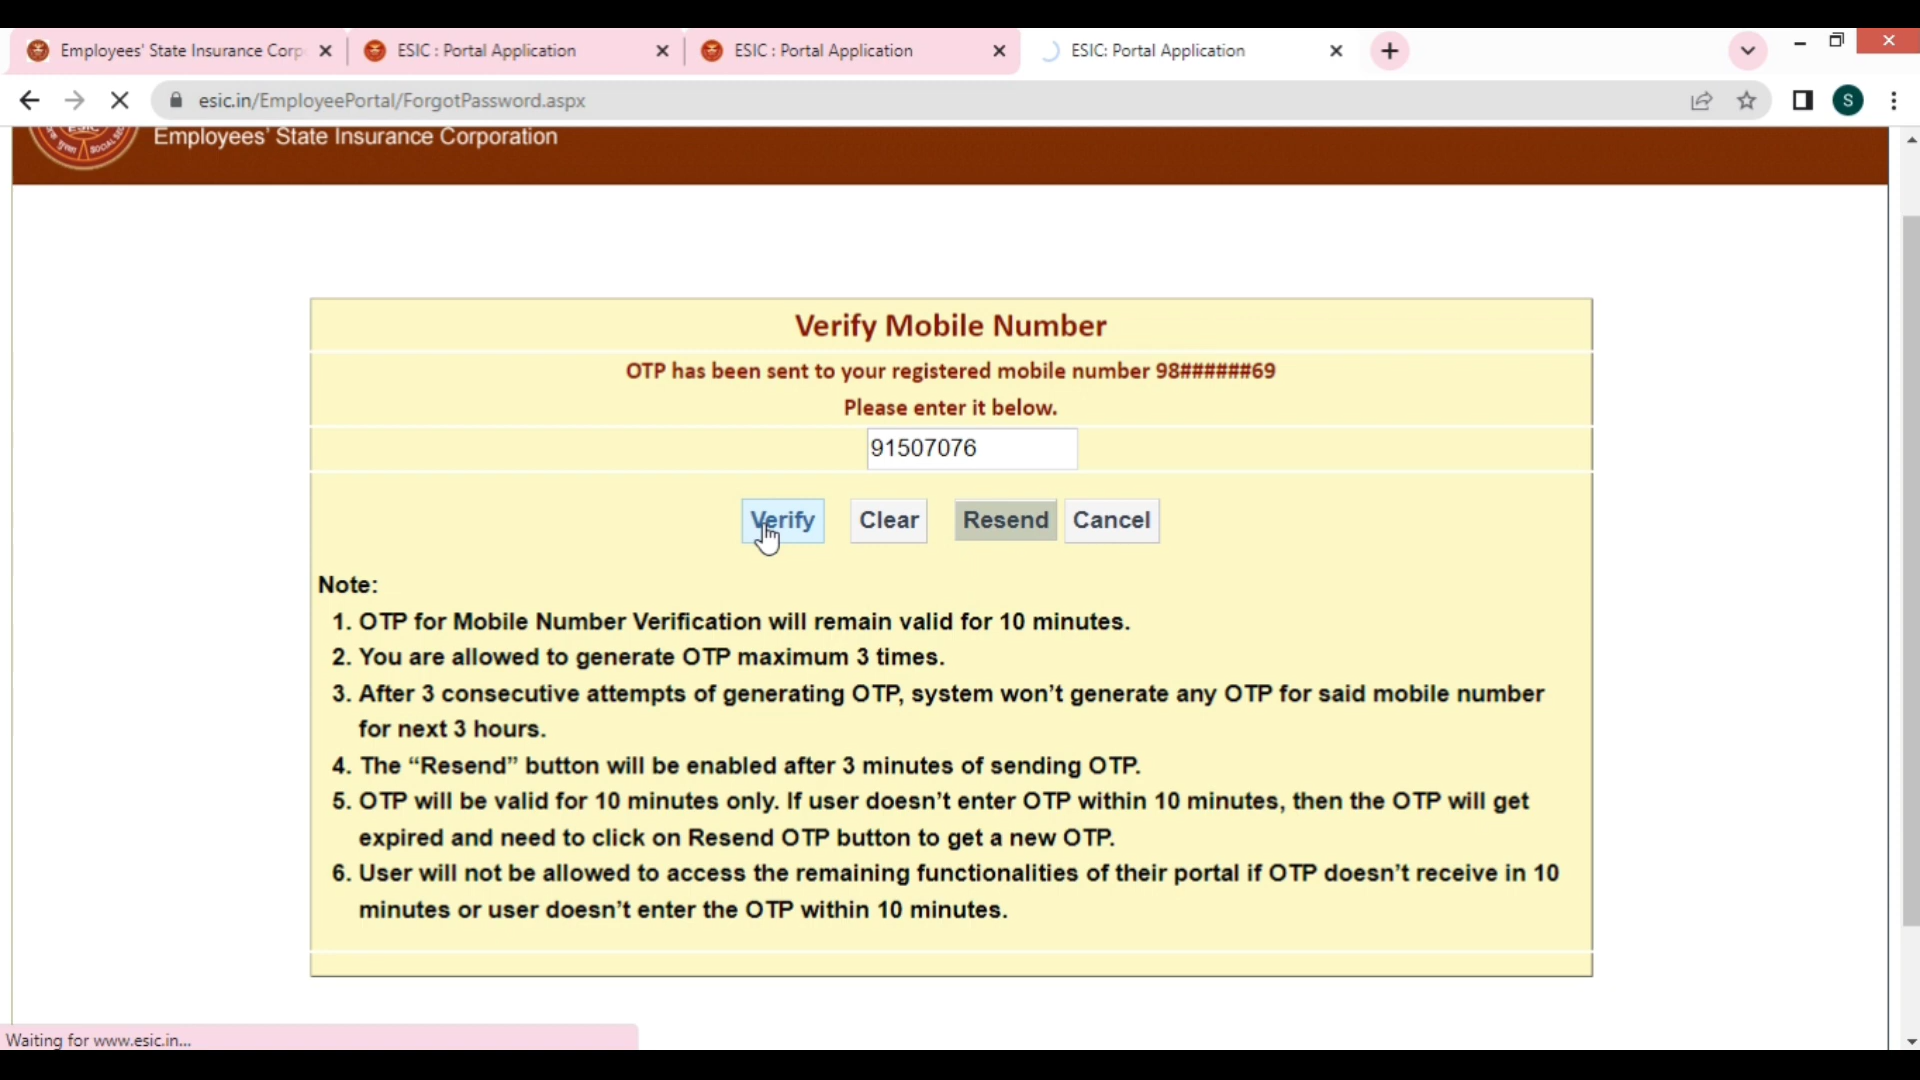 Employees' State Insurance Corp
ESIC : Portal Application
ESIC : Portal Application
ESIC: Portal Application
esic.in/EmployeePortal/ForgotPassword.aspx
S
Employees' State Insurance Corporation
Verify Mobile Number
OTP has been sent to your registered mobile number 98######69
Please enter it below.
91507076
Verify Clear Resend Cancel
Note:
1. OTP for Mobile Number Verification will remain valid for 10 minutes.
2. You are allowed to generate OTP maximum 3 times.
3. After 3 consecutive attempts of generating OTP, system won't generate any OTP for said mobile number
for next 3 hours.
4. The “Resend” button will be enabled after 3 minutes of sending OTP.
5. OTP will be valid for 10 minutes only. If user doesn't enter OTP within 10 minutes, then the OTP will get
expired and need to click on Resend OTP button to get a new OTP.
6. User will not be allowed to access the remaining functionalities of their portal if OTP doesn't receive in 10
minutes or user doesn't enter the OTP within 10 minutes.
Waiting for www.esic.in...